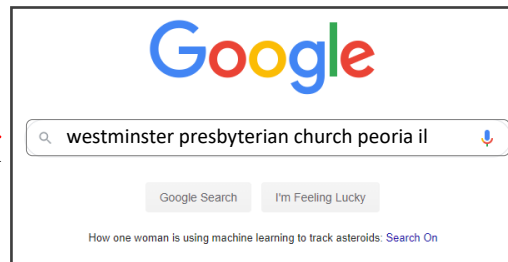 Google
westminster presbyterian church peoria il
Google Search I'm Feeling Lucky
How one woman is using machine learning to track asteroids: Search On